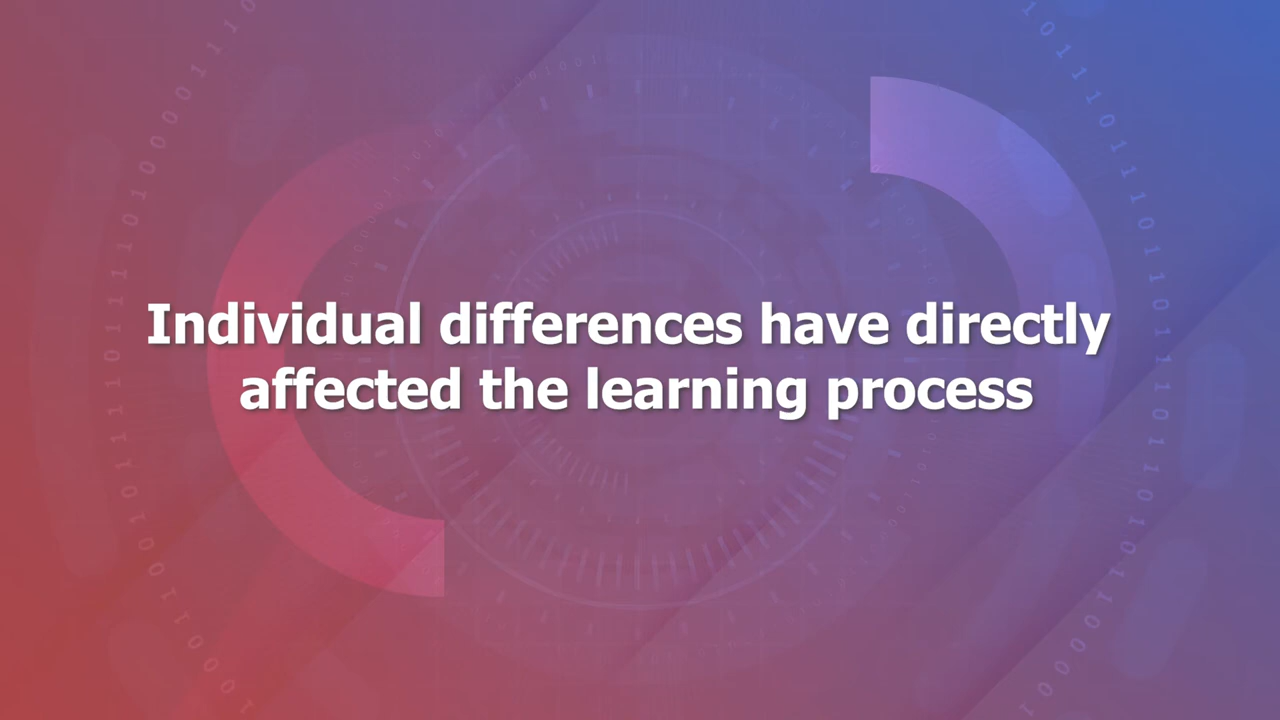 Individual differences have directly
affected the learning process